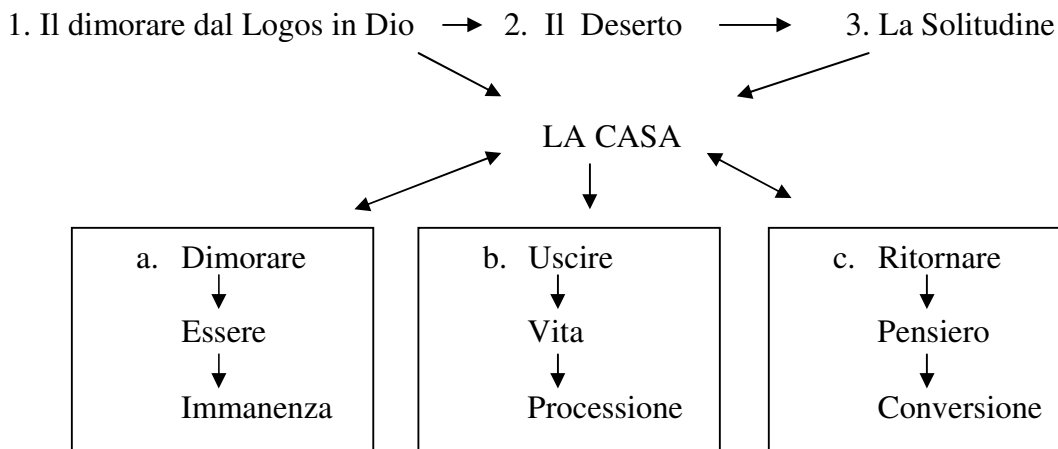 1. Il dimorare dal Logos in Dio 2. Il Deserto 3. La Solitudine
LA CASA
a. Dimorare
Essere
Immanenza
b. Uscire
Vita
Processione
c. Ritornare
Pensiero
Conversione